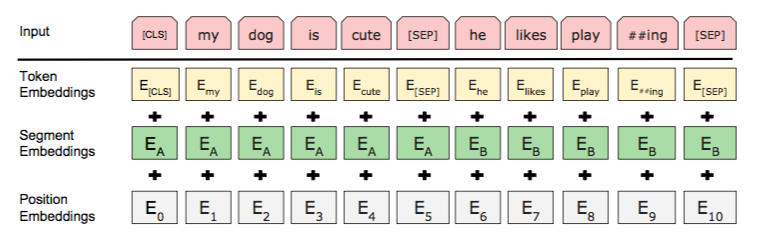 Input [CLS] my dog is cute [SEP] he likes play ##ing [SEP]
Token Embeddings E[CLS] Emy Edog Eis Ecute E[SEP] Ehe Elikes Eplay E##ing E[SEP]
+ + + + + + + + + + +
Segment Embeddings EA EA EA EA EA EA EB EB EB EB EB
+ + + + + + + + + + +
Position Embeddings E0 E1 E2 E3 E4 E5 E6 E7 E8 E9 E10